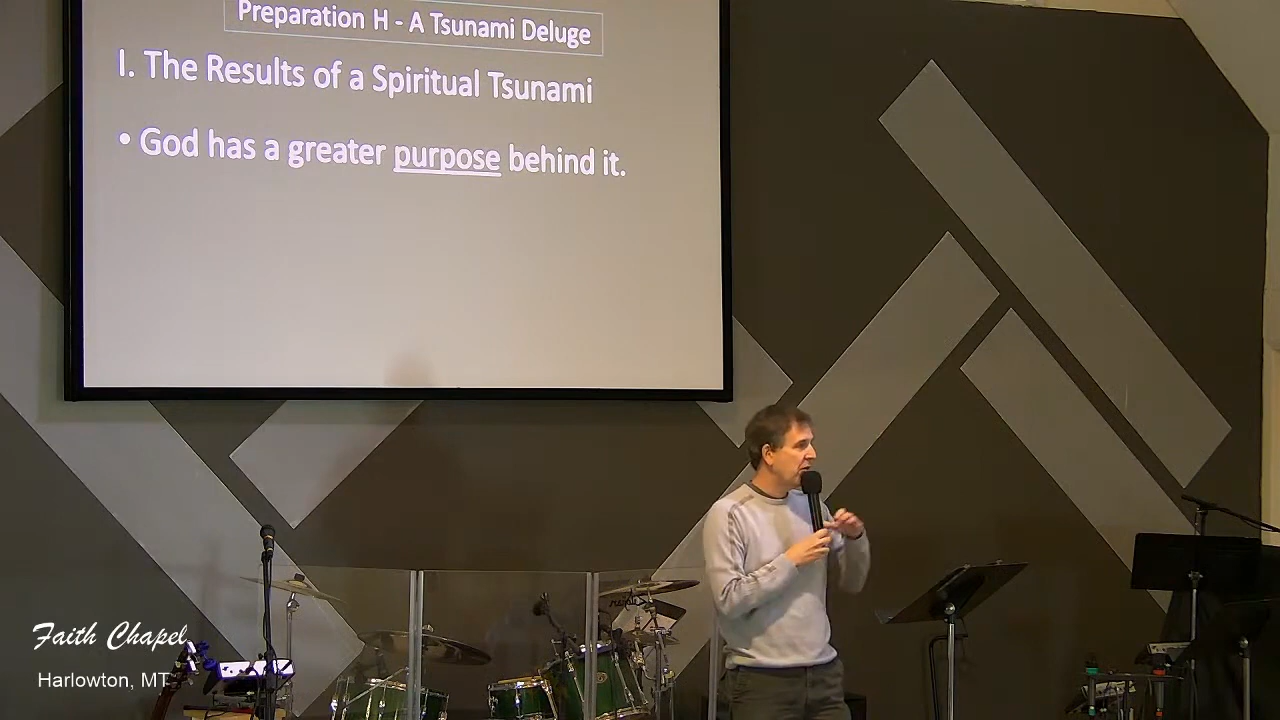 Preparation H - A Tsunami Deluge
I. The Results of a Spiritual Tsunami
• God has a greater purpose behind it.
Faith Chapel
Harlowton, MT